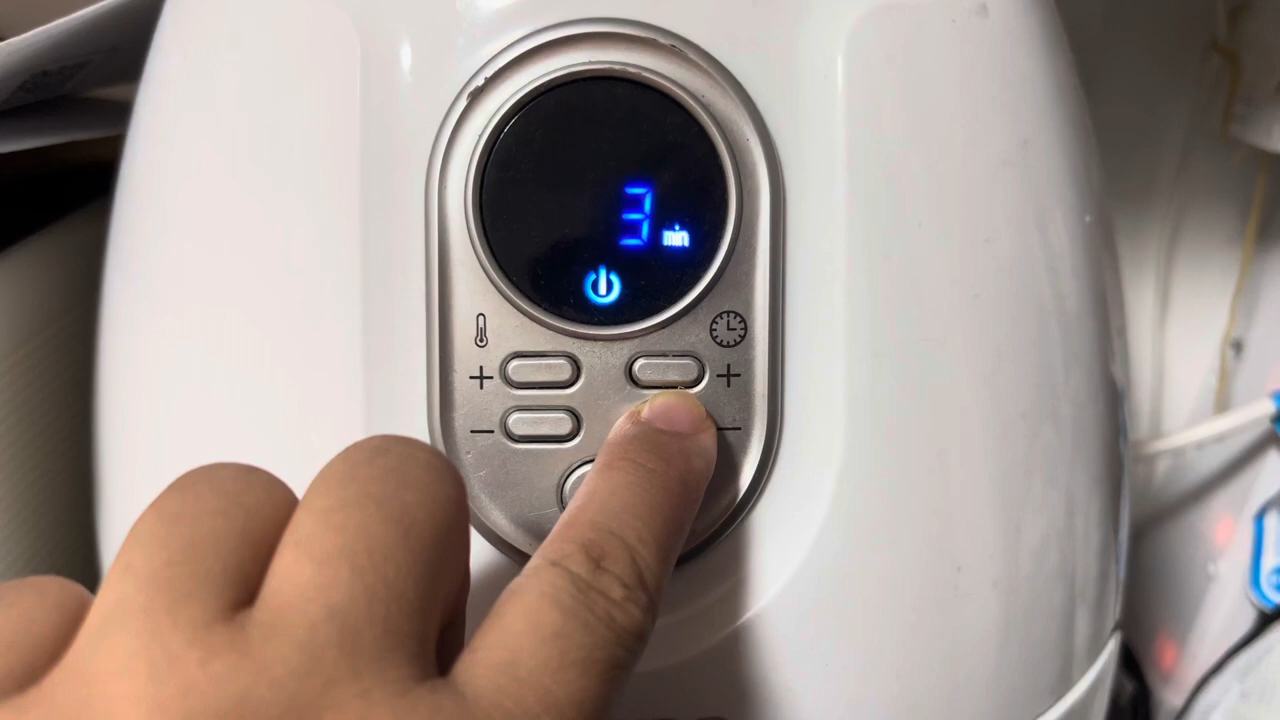 3 min
+ +
- -